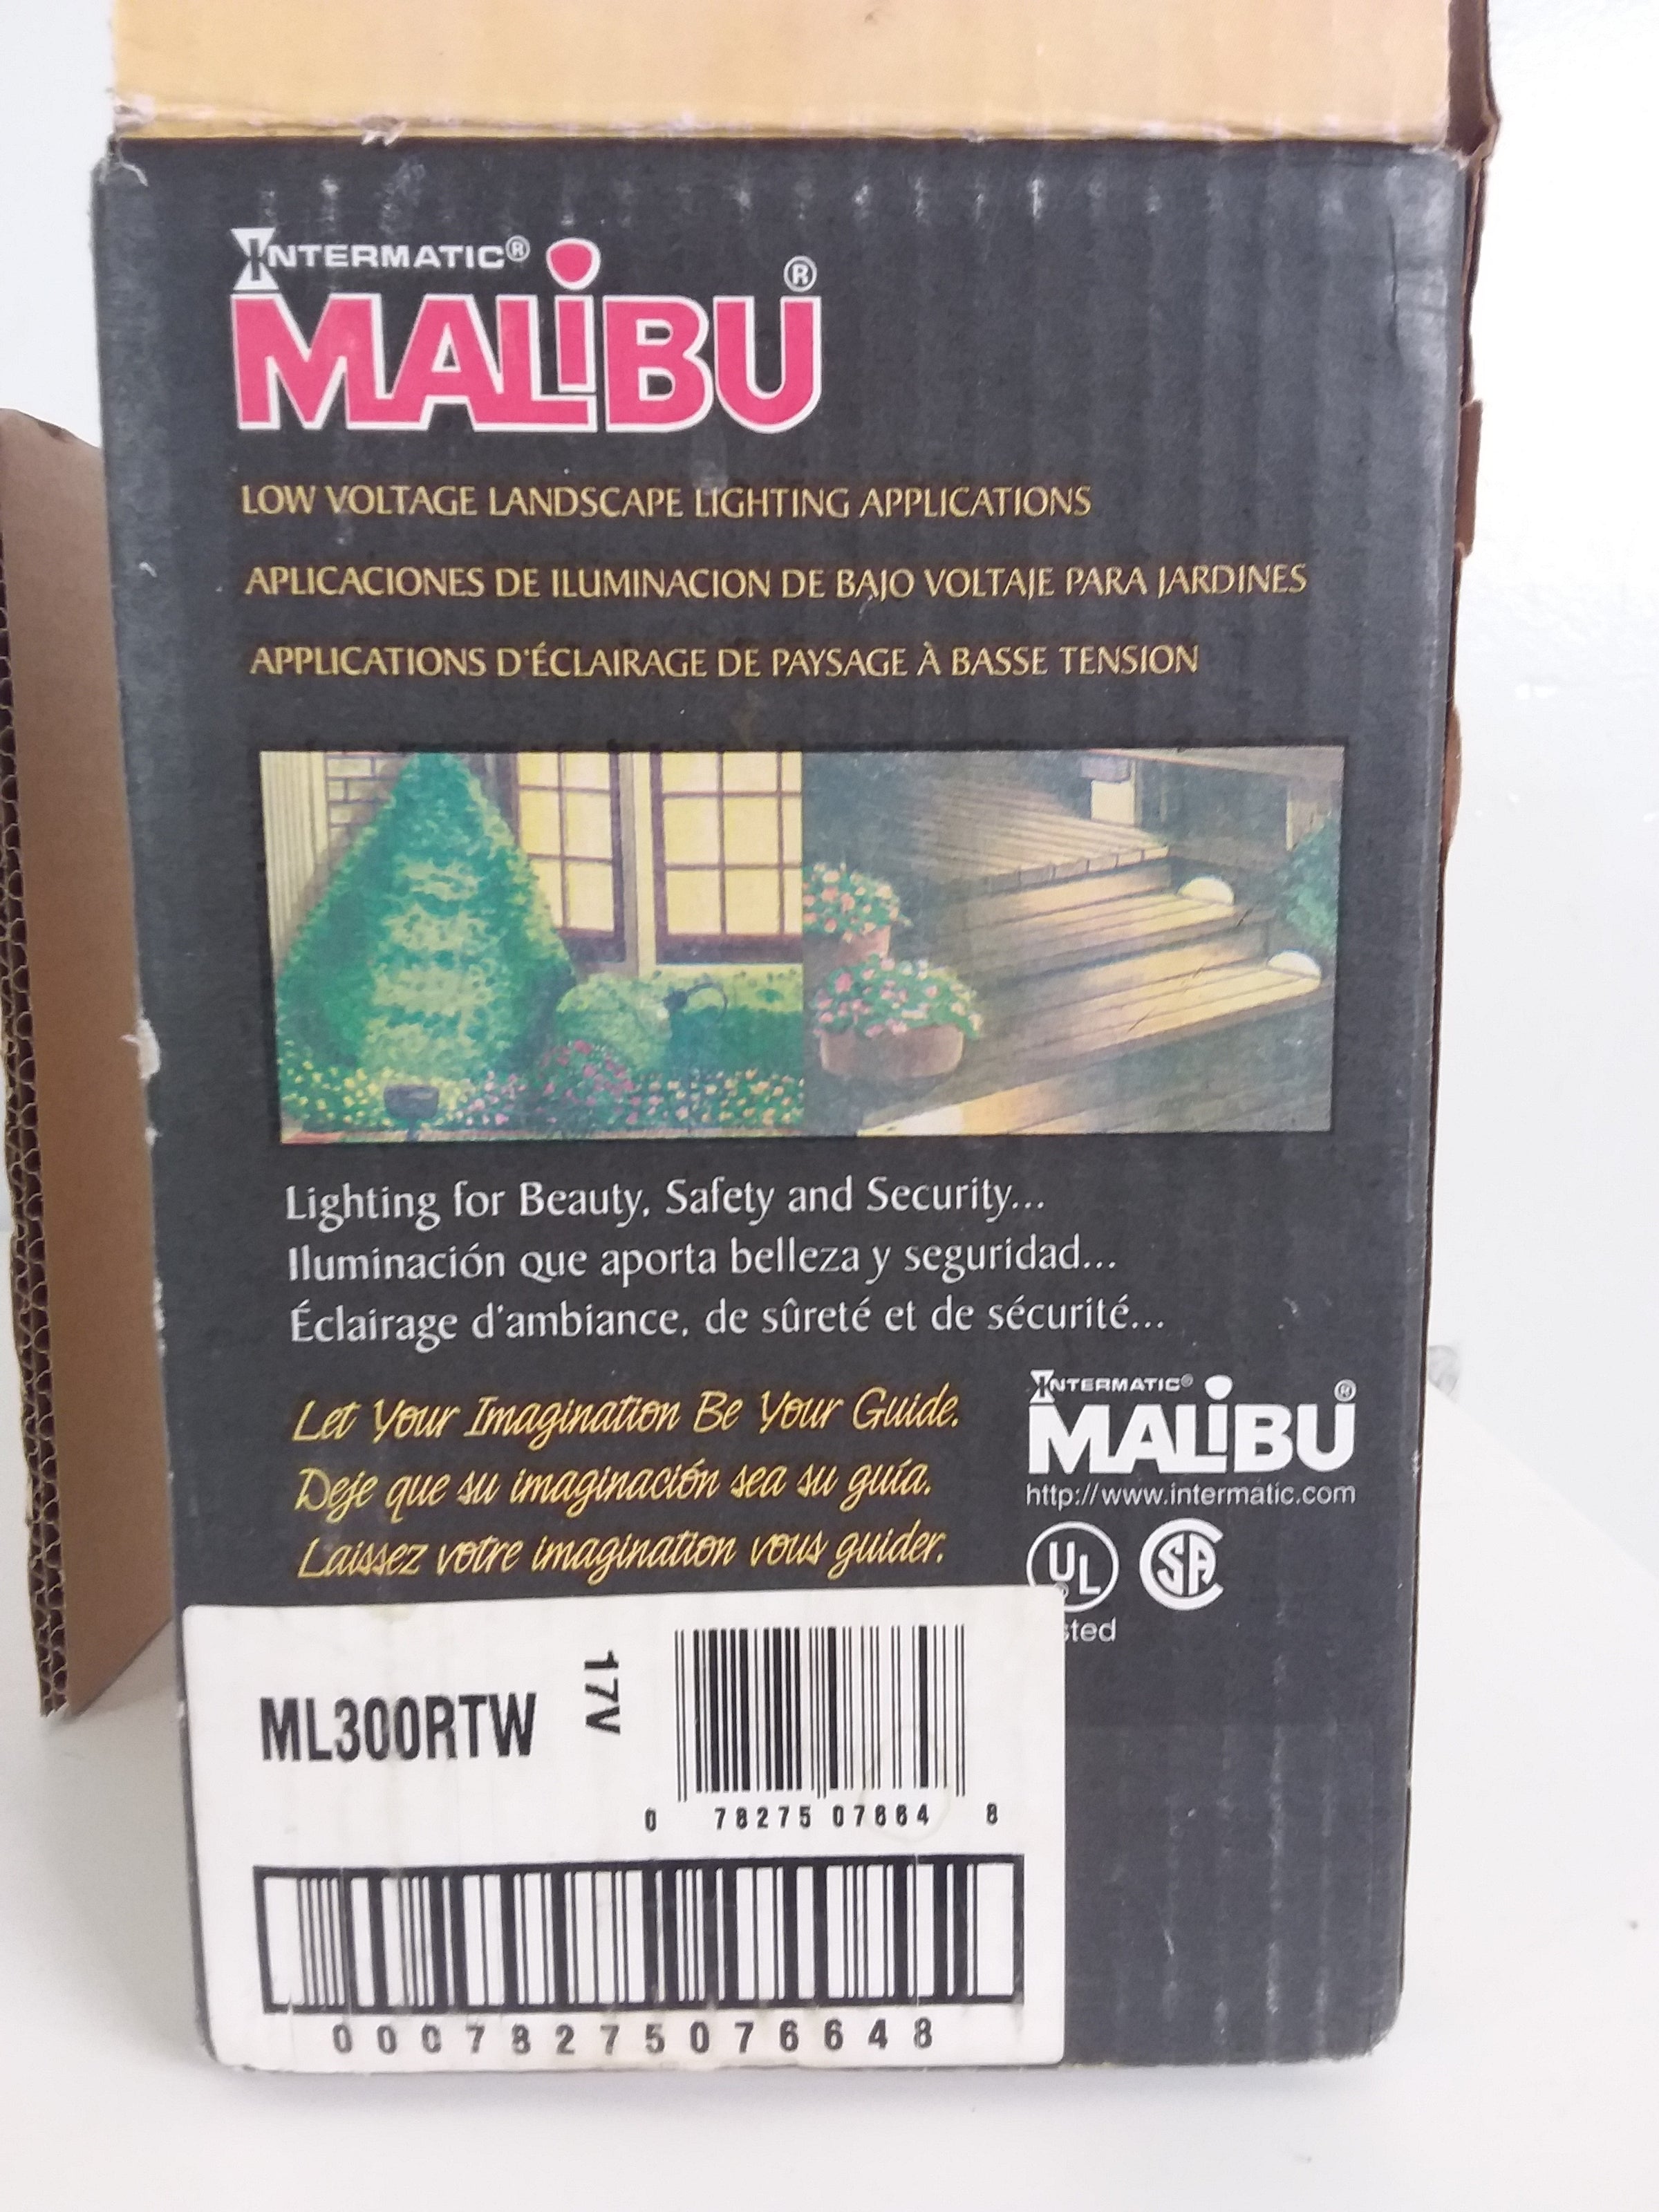 INTERMATIC®
MALiBU®
LOW VOLTAGE LANDSCAPE LIGHTING APPLICATIONS
APLICACIONES DE ILUMINACION DE BAJO VOLTAJE PARA JARDINES
APPLICATIONS D'ÉCLAIRAGE DE PAYSAGE À BASSE TENSION
Lighting for Beauty, Safety and Security...
Iluminación que aporta belleza y seguridad...
Éclairage d'ambiance, de sûreté et de sécurité...
Let Your Imagination Be Your Guide.
Deje que su imaginación sea su guía.
Laissez votre imagination vous guider.
INTERMATIC®
MALiBU®
http://www.intermatic.com
UL® SA
sted
ML300RTW
17V
0 78275 07664 8
00078275076648